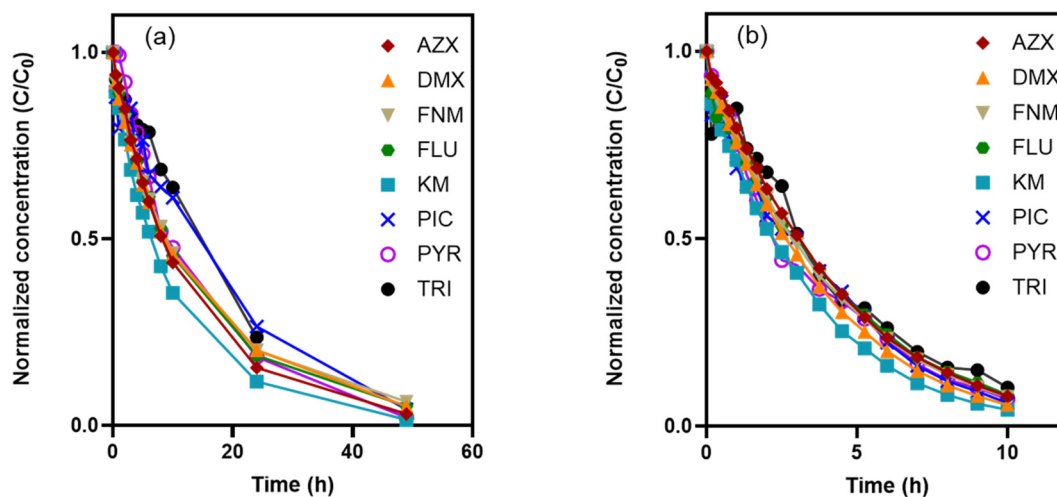 (a)
Normalized concentration (C/C₀)
1.0
0.5
0.0
0
20
40
60
Time (h)
AZX
DMX
FNM
FLU
KM
PIC
PYR
TRI
(b)
Normalized concentration (C/C₀)
1.0
0.5
0.0
0
5
10
Time (h)
AZX
DMX
FNM
FLU
KM
PIC
PYR
TRI